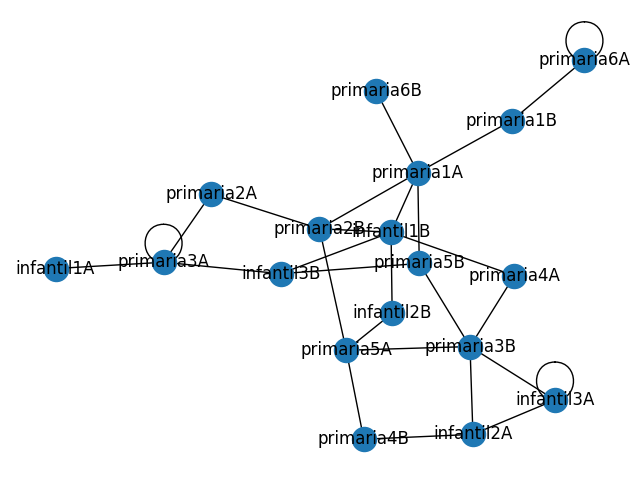 primaria6A
primaria6B
primaria1B
primaria1A
primaria2A
primaria2B
infantil1B
infantil1A
primaria3A
infantil3B
primaria5B
primaria4A
infantil2B
primaria5A
primaria3B
infantil3A
primaria4B
infantil2A